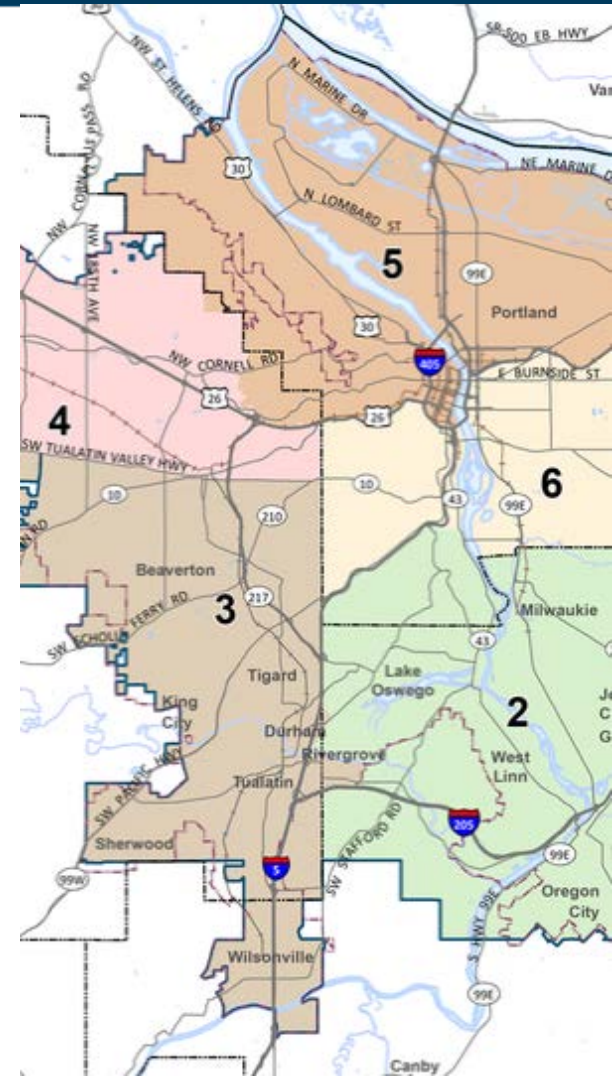 30
SR-500 EB HWY
NW ST. HELENS
N MARINE DR
Van
NW CORNELIUS PASS RD
NE MARINE D
30
N LOMBARD ST
NW 185TH AVE
5
99E
Portland
30
405
NW CORNELL RD
E BURNSIDE ST
26
26
4
SW TUALATIN VALLEY HWY
10
10
43
6
99E
N RD
210
Beaverton
217
3
Milwaukie
SW SCHOLLS FERRY RD
43
Tigard
Lake
Oswego
2
King
City
Durham
Rivergrove
West
Linn
SW PACIFIC HWY
Tualatin
SW STAFFORD RD
205
Sherwood
99E
5
99W
Oregon
City
S HWY 99E
Wilsonville
99E
Canby